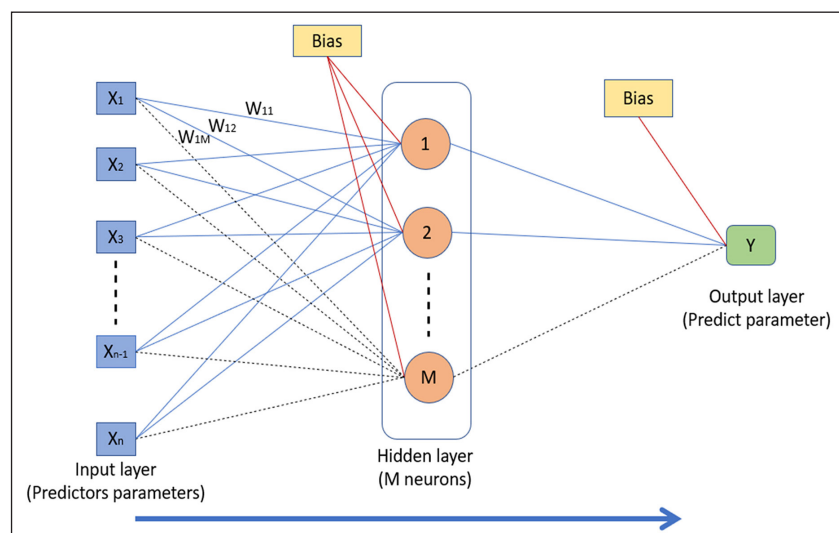 Bias
X1
W11
W12
W1M
Bias
1
X2
X3
2
Y
Output layer
(Predict parameter)
Xn-1
M
Xn
Hidden layer
(M neurons)
Input layer
(Predictors parameters)